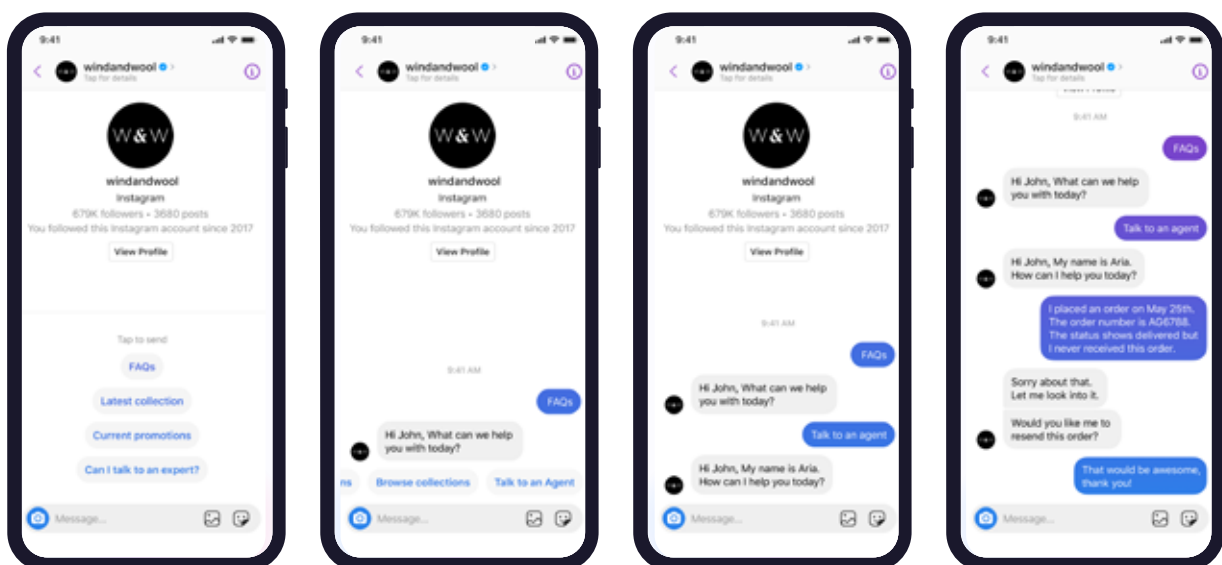 9:41
windandwool
Tap for details
W&W
windandwool
Instagram
679K followers • 3680 posts
You followed this Instagram account since 2017
View Profile
Tap to send
FAQs
Latest collection
Current promotions
Can I talk to an expert?
Message...
9:41
windandwool
Tap for details
W&W
windandwool
Instagram
679K followers • 3680 posts
You followed this Instagram account since 2017
View Profile
9:41 AM
FAQs
Hi John, What can we help
you with today?
ns
Browse collections
Talk to an Agent
Message...
9:41
windandwool
Tap for details
W&W
windandwool
Instagram
679K followers • 3680 posts
You followed this Instagram account since 2017
View Profile
9:41 AM
FAQs
Hi John, What can we help
you with today?
Talk to an agent
Hi John, My name is Aria.
How can I help you today?
Message...
9:41
windandwool
Tap for details
View Profile
9:41 AM
FAQs
Hi John, What can we help
you with today?
Talk to an agent
Hi John, My name is Aria.
How can I help you today?
I placed an order on May 25th.
The order number is AG6788.
The status shows delivered but
I never received this order.
Sorry about that.
Let me look into it.
Would you like me to
resend this order?
That would be awesome,
thank you!
Message...